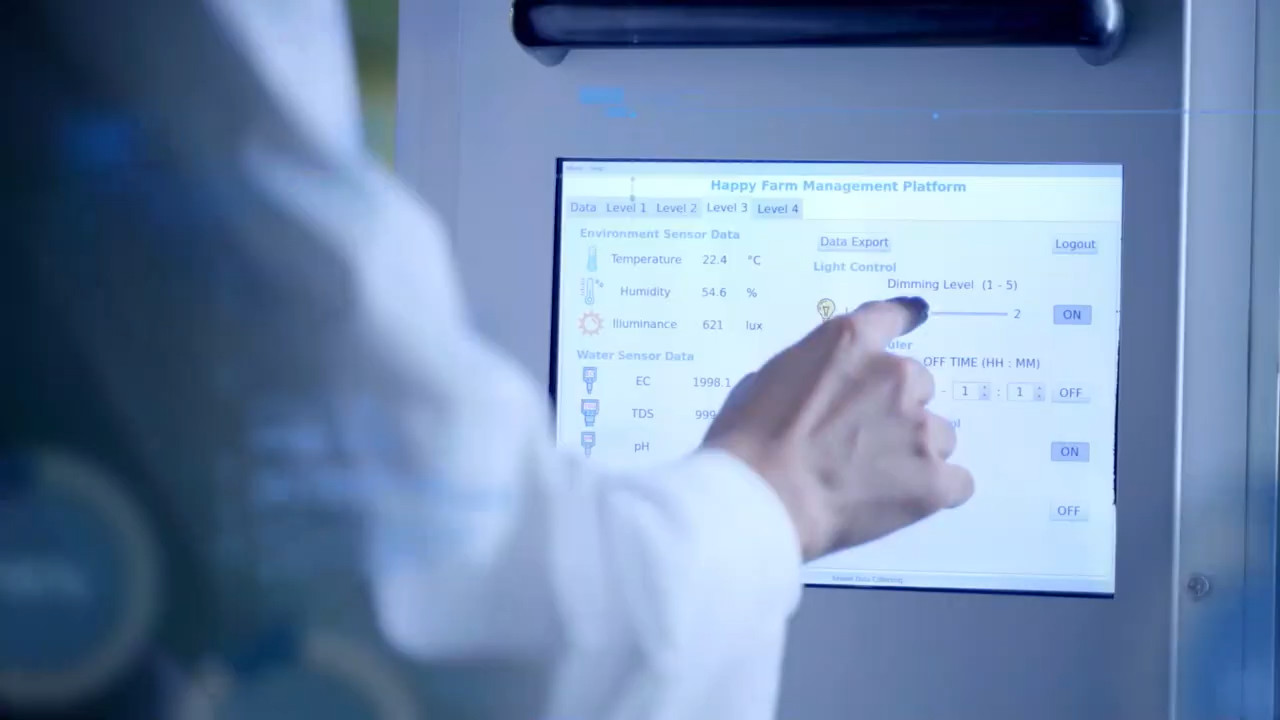 Happy Farm Management Platform
Data Level 1 Level 2 Level 3 Level 4
Environment Sensor Data
Data Export
Logout
Temperature 22.4 °C
Humidity 54.6 %
Illuminance 621 lux
Light Control
Dimming Level (1 - 5)
2 ON
OFF TIME (HH : MM)
- 1 : 1 OFF
Water Sensor Data
EC 1998.1
TDS 999
pH
ON
OFF